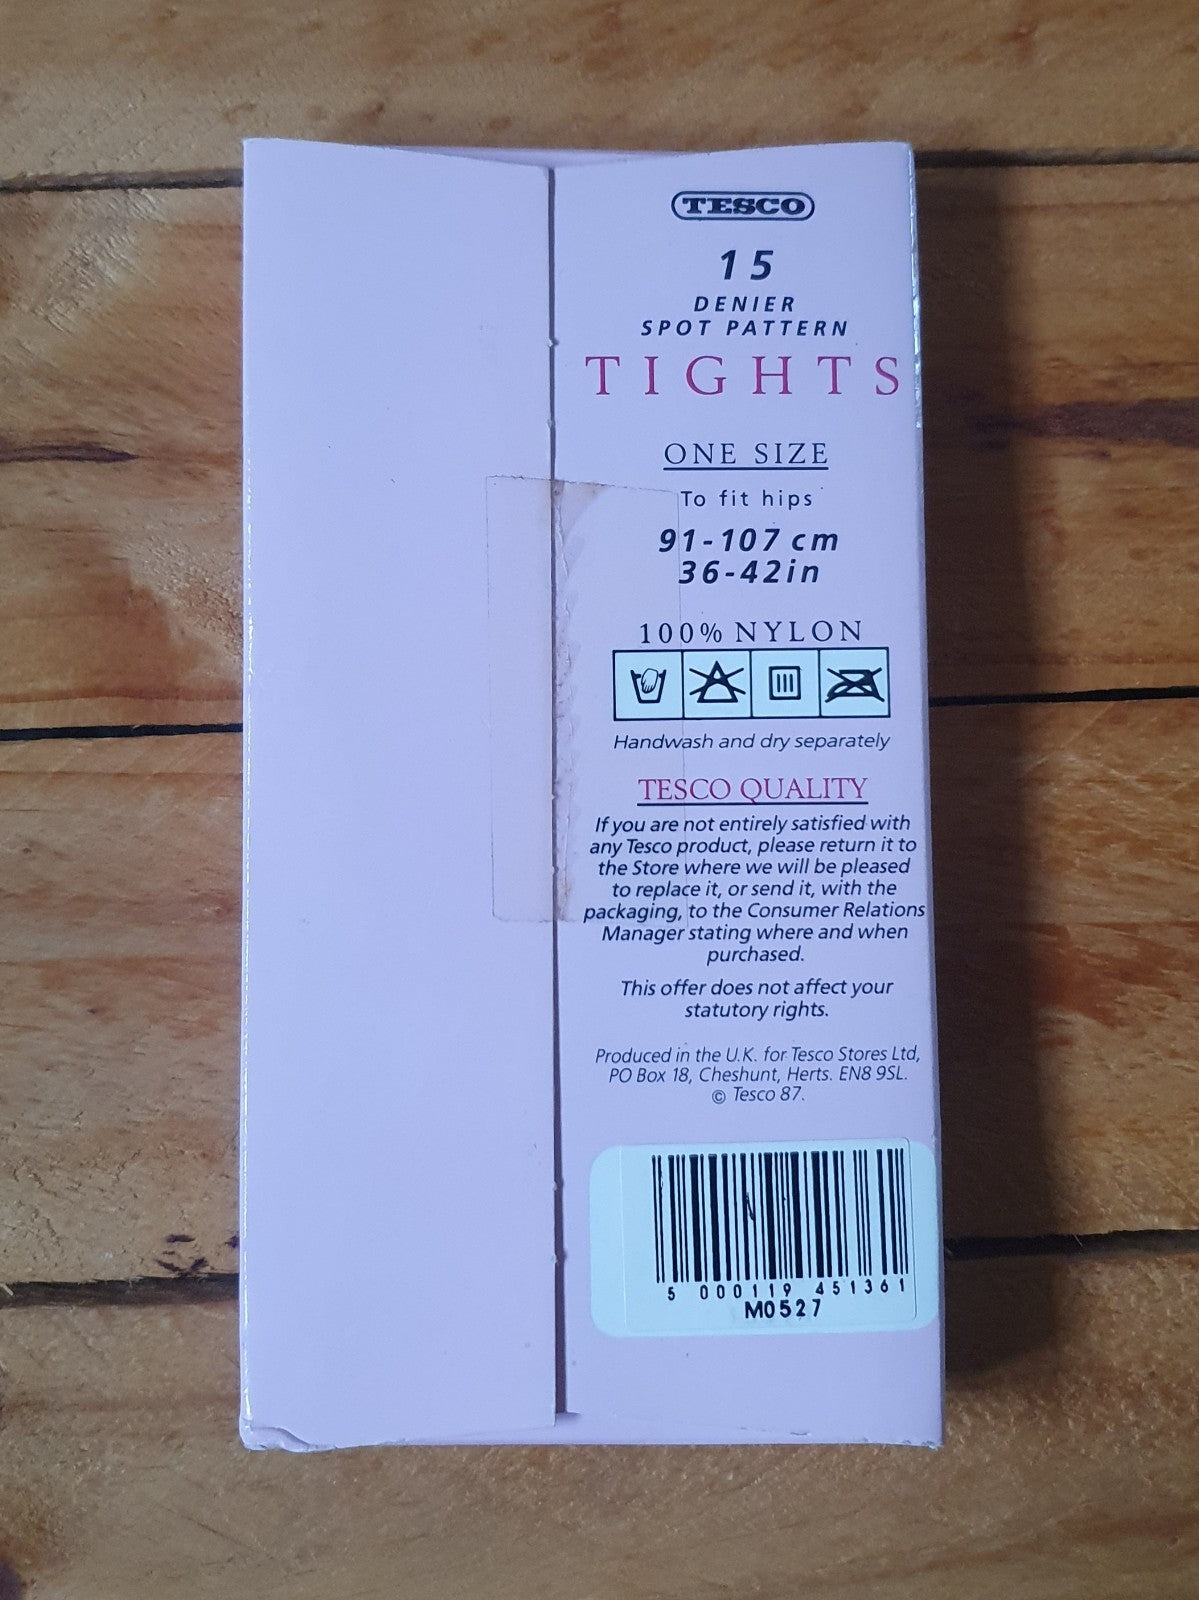 TESCO
15
DENIER
SPOT PATTERN
TIGHTS
ONE SIZE
To fit hips
91-107 cm
36-42in
100% NYLON
Handwash and dry separately
TESCO QUALITY
If you are not entirely satisfied with
any Tesco product, please return it to
the Store where we will be pleased
to replace it, or send it, with the
packaging, to the Consumer Relations
Manager stating where and when
purchased.
This offer does not affect your
statutory rights.
Produced in the U.K. for Tesco Stores Ltd,
PO Box 18, Cheshunt, Herts. EN8 9SL.
© Tesco 87.
5 000119 451361
M0527